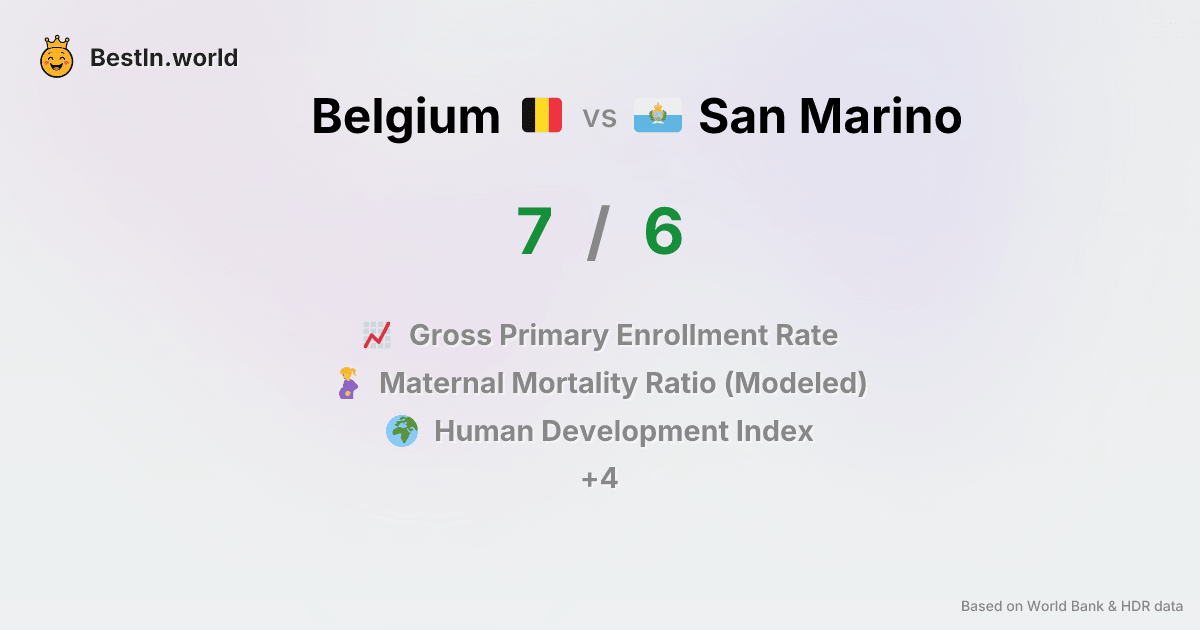 BestIn.world
Belgium vs San Marino
7 / 6
Gross Primary Enrollment Rate
Maternal Mortality Ratio (Modeled)
Human Development Index
+4
Based on World Bank & HDR data